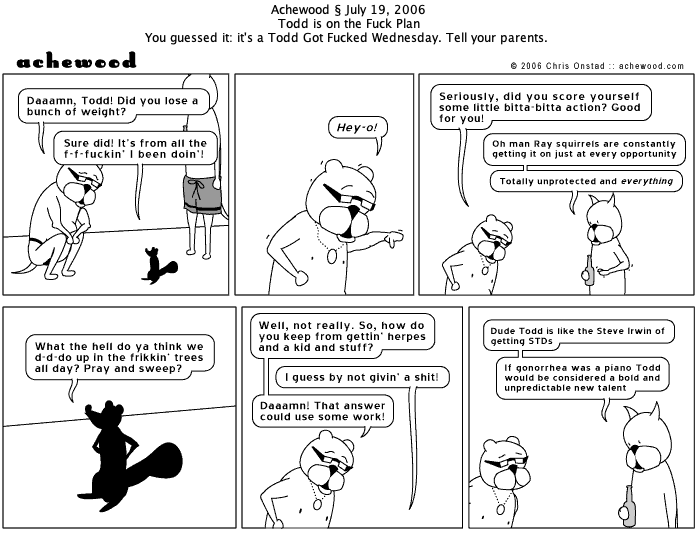 Achewood § July 19, 2006
Todd is on the Fuck Plan
You guessed it: it's a Todd Got Fucked Wednesday. Tell your parents.
achewood
© 2006 Chris Onstad :: achewood.com
Daaamn, Todd! Did you lose a
bunch of weight?
Sure did! It's from all the
f-f-fuckin' I been doin'!
Hey-o!
Seriously, did you score yourself
some little bitta-bitta action? Good
for you!
Oh man Ray squirrels are constantly
getting it on just at every opportunity
Totally unprotected and everything
What the hell do ya think we
d-d-do up in the frikkin' trees
all day? Pray and sweep?
Well, not really. So, how do
you keep from gettin' herpes
and a kid and stuff?
I guess by not givin' a shit!
Daaamn! That answer
could use some work!
Dude Todd is like the Steve Irwin of
getting STDs
If gonorrhea was a piano Todd
would be considered a bold and
unpredictable new talent